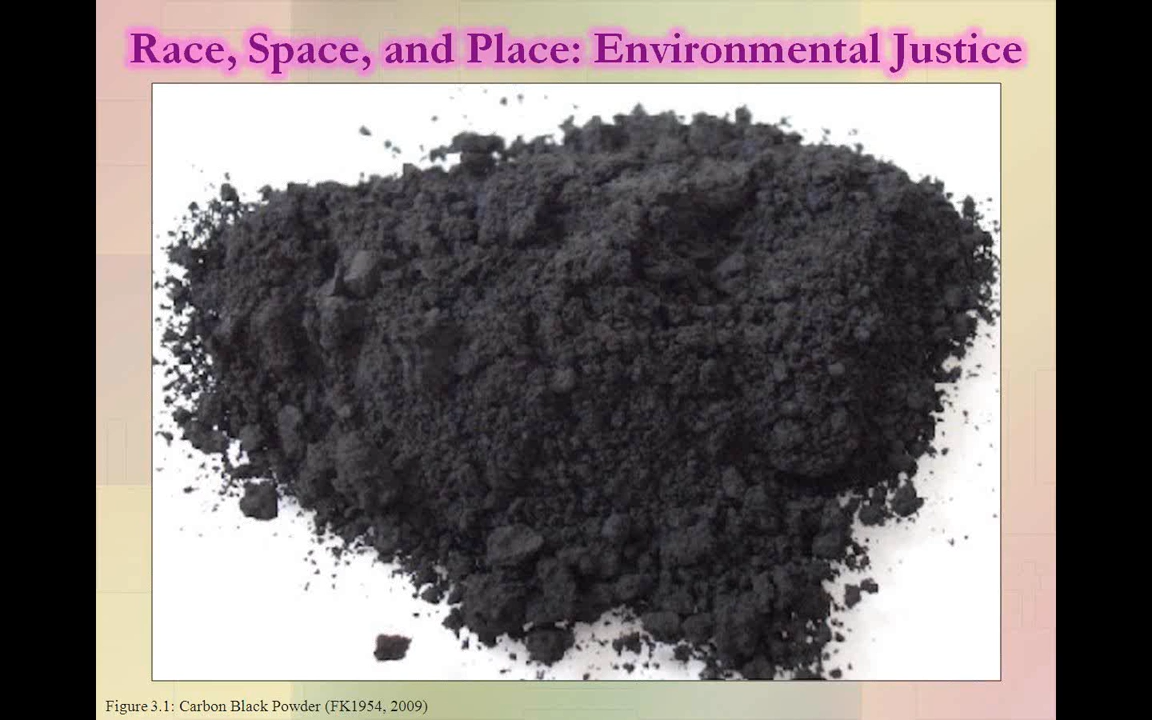 Race, Space, and Place: Environmental Justice
Figure 3.1: Carbon Black Powder (FK1954, 2009)